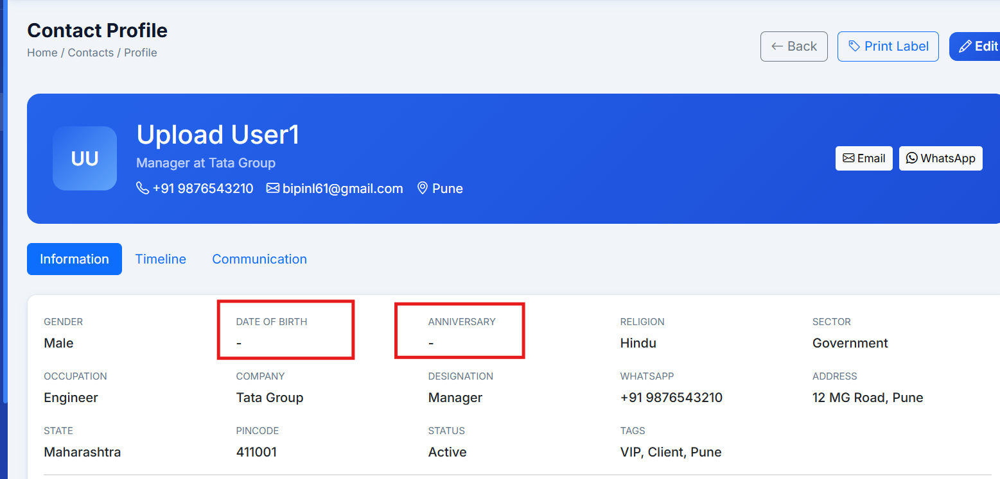 Contact Profile
Home / Contacts / Profile
Back
Print Label
Edit
UU
Upload User1
Manager at Tata Group
+91 9876543210 bipinl61@gmail.com Pune
Email
WhatsApp
Information Timeline Communication
GENDER DATE OF BIRTH ANNIVERSARY RELIGION SECTOR
Male - - Hindu Government
OCCUPATION COMPANY DESIGNATION WHATSAPP ADDRESS
Engineer Tata Group Manager +91 9876543210 12 MG Road, Pune
STATE PINCODE STATUS TAGS
Maharashtra 411001 Active VIP, Client, Pune